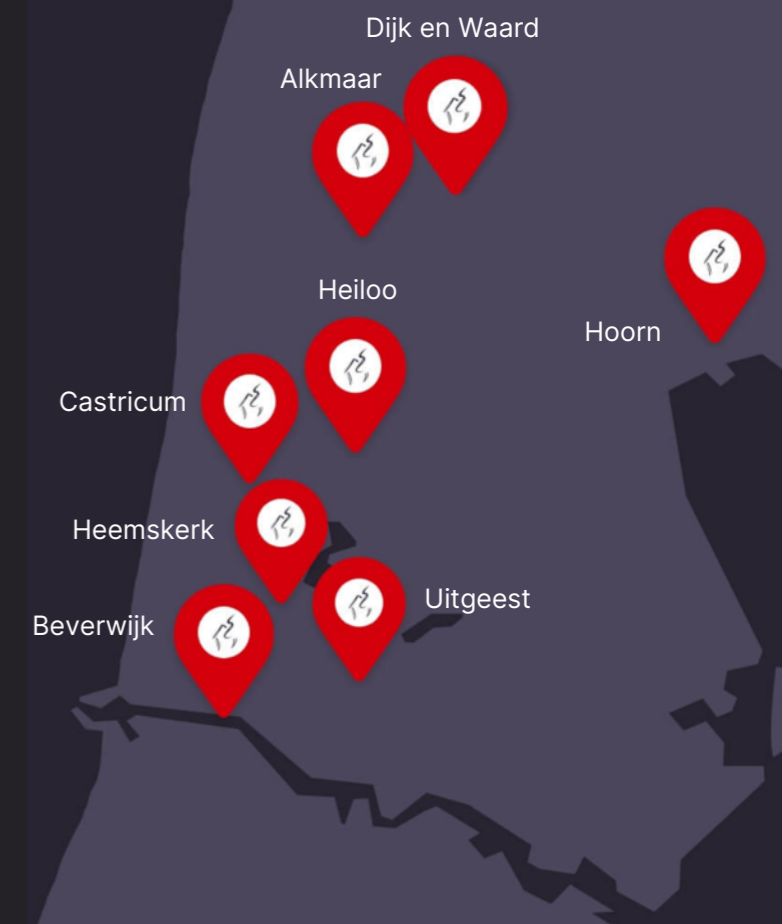 Dijk en Waard
Alkmaar
Heiloo
Hoorn
Castricum
Heemskerk
Uitgeest
Beverwijk